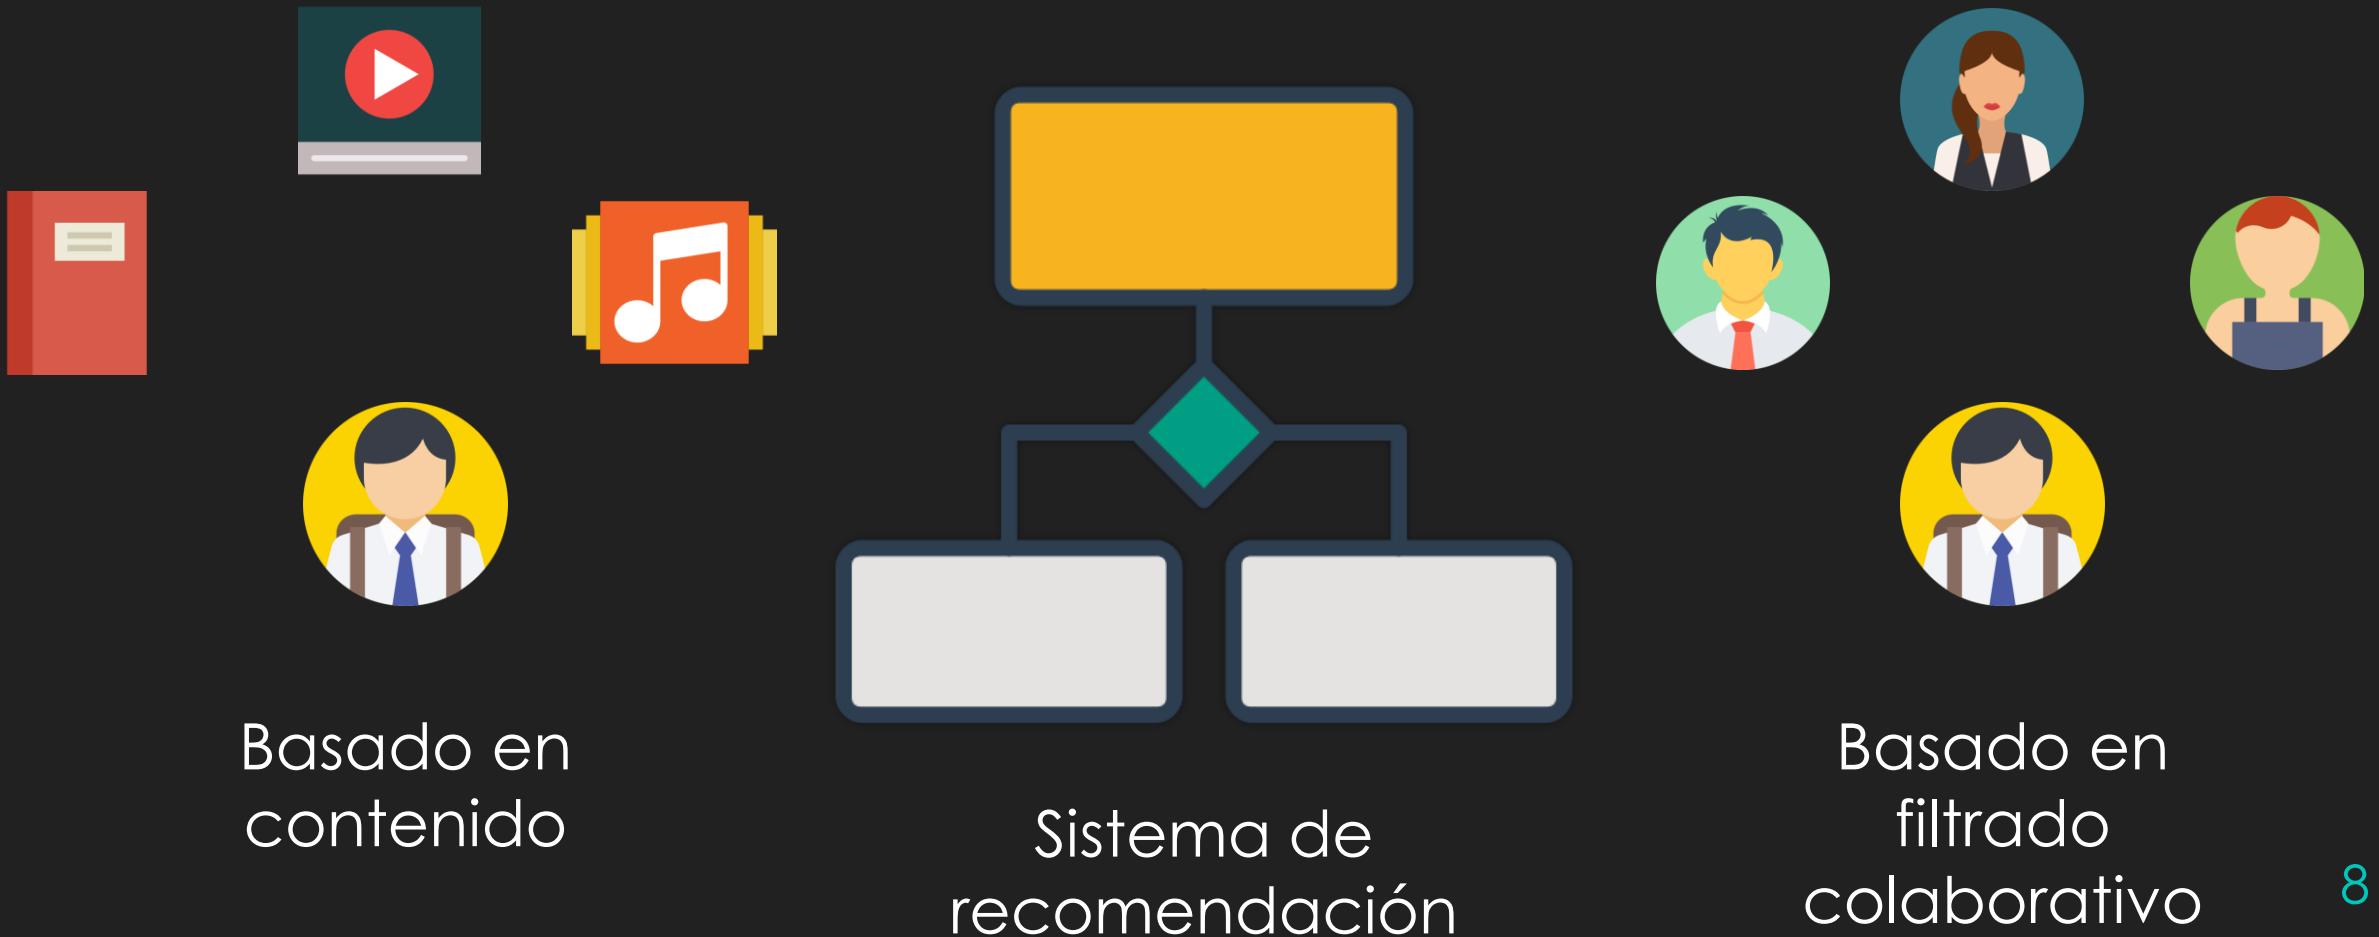 Basado en
contenido
Sistema de
recomendación
Basado en
filtrado
colaborativo
8